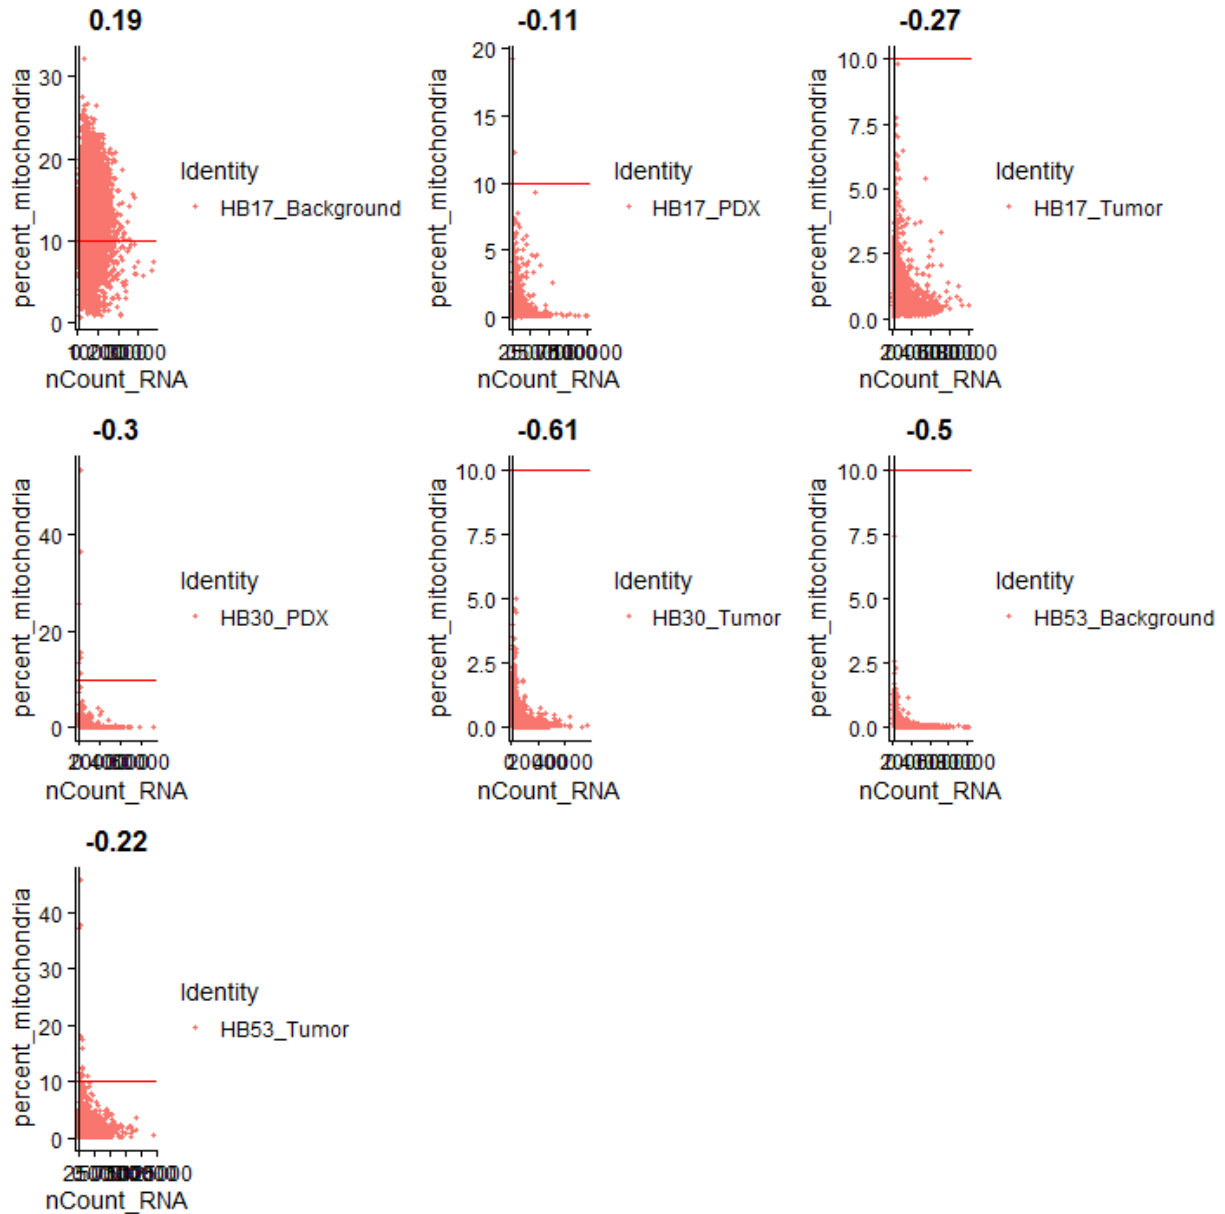 0.19
percent_mitochondria
30
20
10
0
nCount_RNA
Identity
HB17_Background
-0.11
percent_mitochondria
20
15
10
5
0
nCount_RNA
Identity
HB17_PDX
-0.27
percent_mitochondria
10.0
7.5
5.0
2.5
0.0
nCount_RNA
Identity
HB17_Tumor
-0.3
percent_mitochondria
40
20
0
nCount_RNA
Identity
HB30_PDX
-0.61
percent_mitochondria
10.0
7.5
5.0
2.5
0.0
nCount_RNA
Identity
HB30_Tumor
-0.5
percent_mitochondria
10.0
7.5
5.0
2.5
0.0
nCount_RNA
Identity
HB53_Background
-0.22
percent_mitochondria
40
30
20
10
0
nCount_RNA
Identity
HB53_Tumor